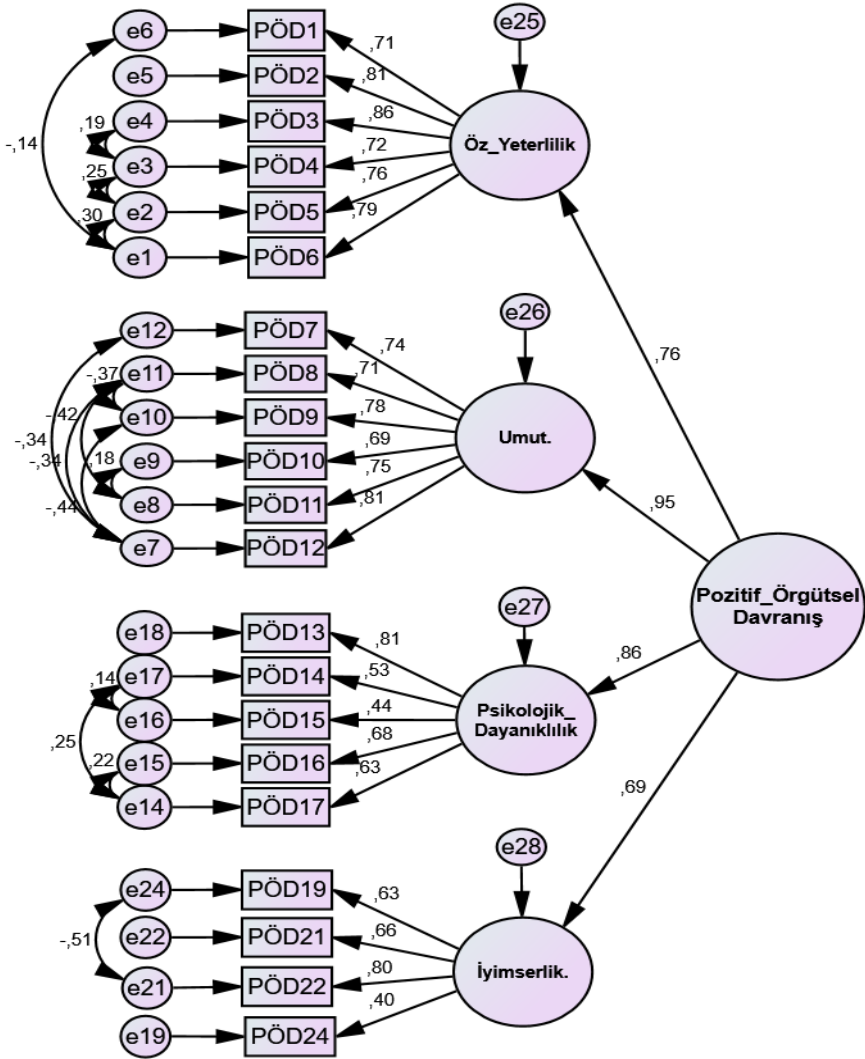 e25
e6
PÖD1
,71
e5
PÖD2
,81
e4
PÖD3
,86
,19
-,14
e3
PÖD4
,72
Öz_Yeterlilik
,25
e2
PÖD5
,76
,30
e1
PÖD6
,79
e26
e12
PÖD7
,74
,76
e11
PÖD8
,71
-,37
e10
PÖD9
,78
-,42
-,34
Umut.
e9
PÖD10
,69
-,34
,18
e8
PÖD11
,75
-,44
e7
PÖD12
,81
,95
Pozitif_Örgütsel
Davranış
e27
e18
PÖD13
,81
,86
e17
PÖD14
,53
,14
e16
PÖD15
,44
Psikolojik_
Dayanıklılık
,25
e15
PÖD16
,68
,22
e14
PÖD17
,63
,69
e28
e24
PÖD19
,63
-,51
e22
PÖD21
,66
e21
PÖD22
,80
İyimserlik.
e19
PÖD24
,40